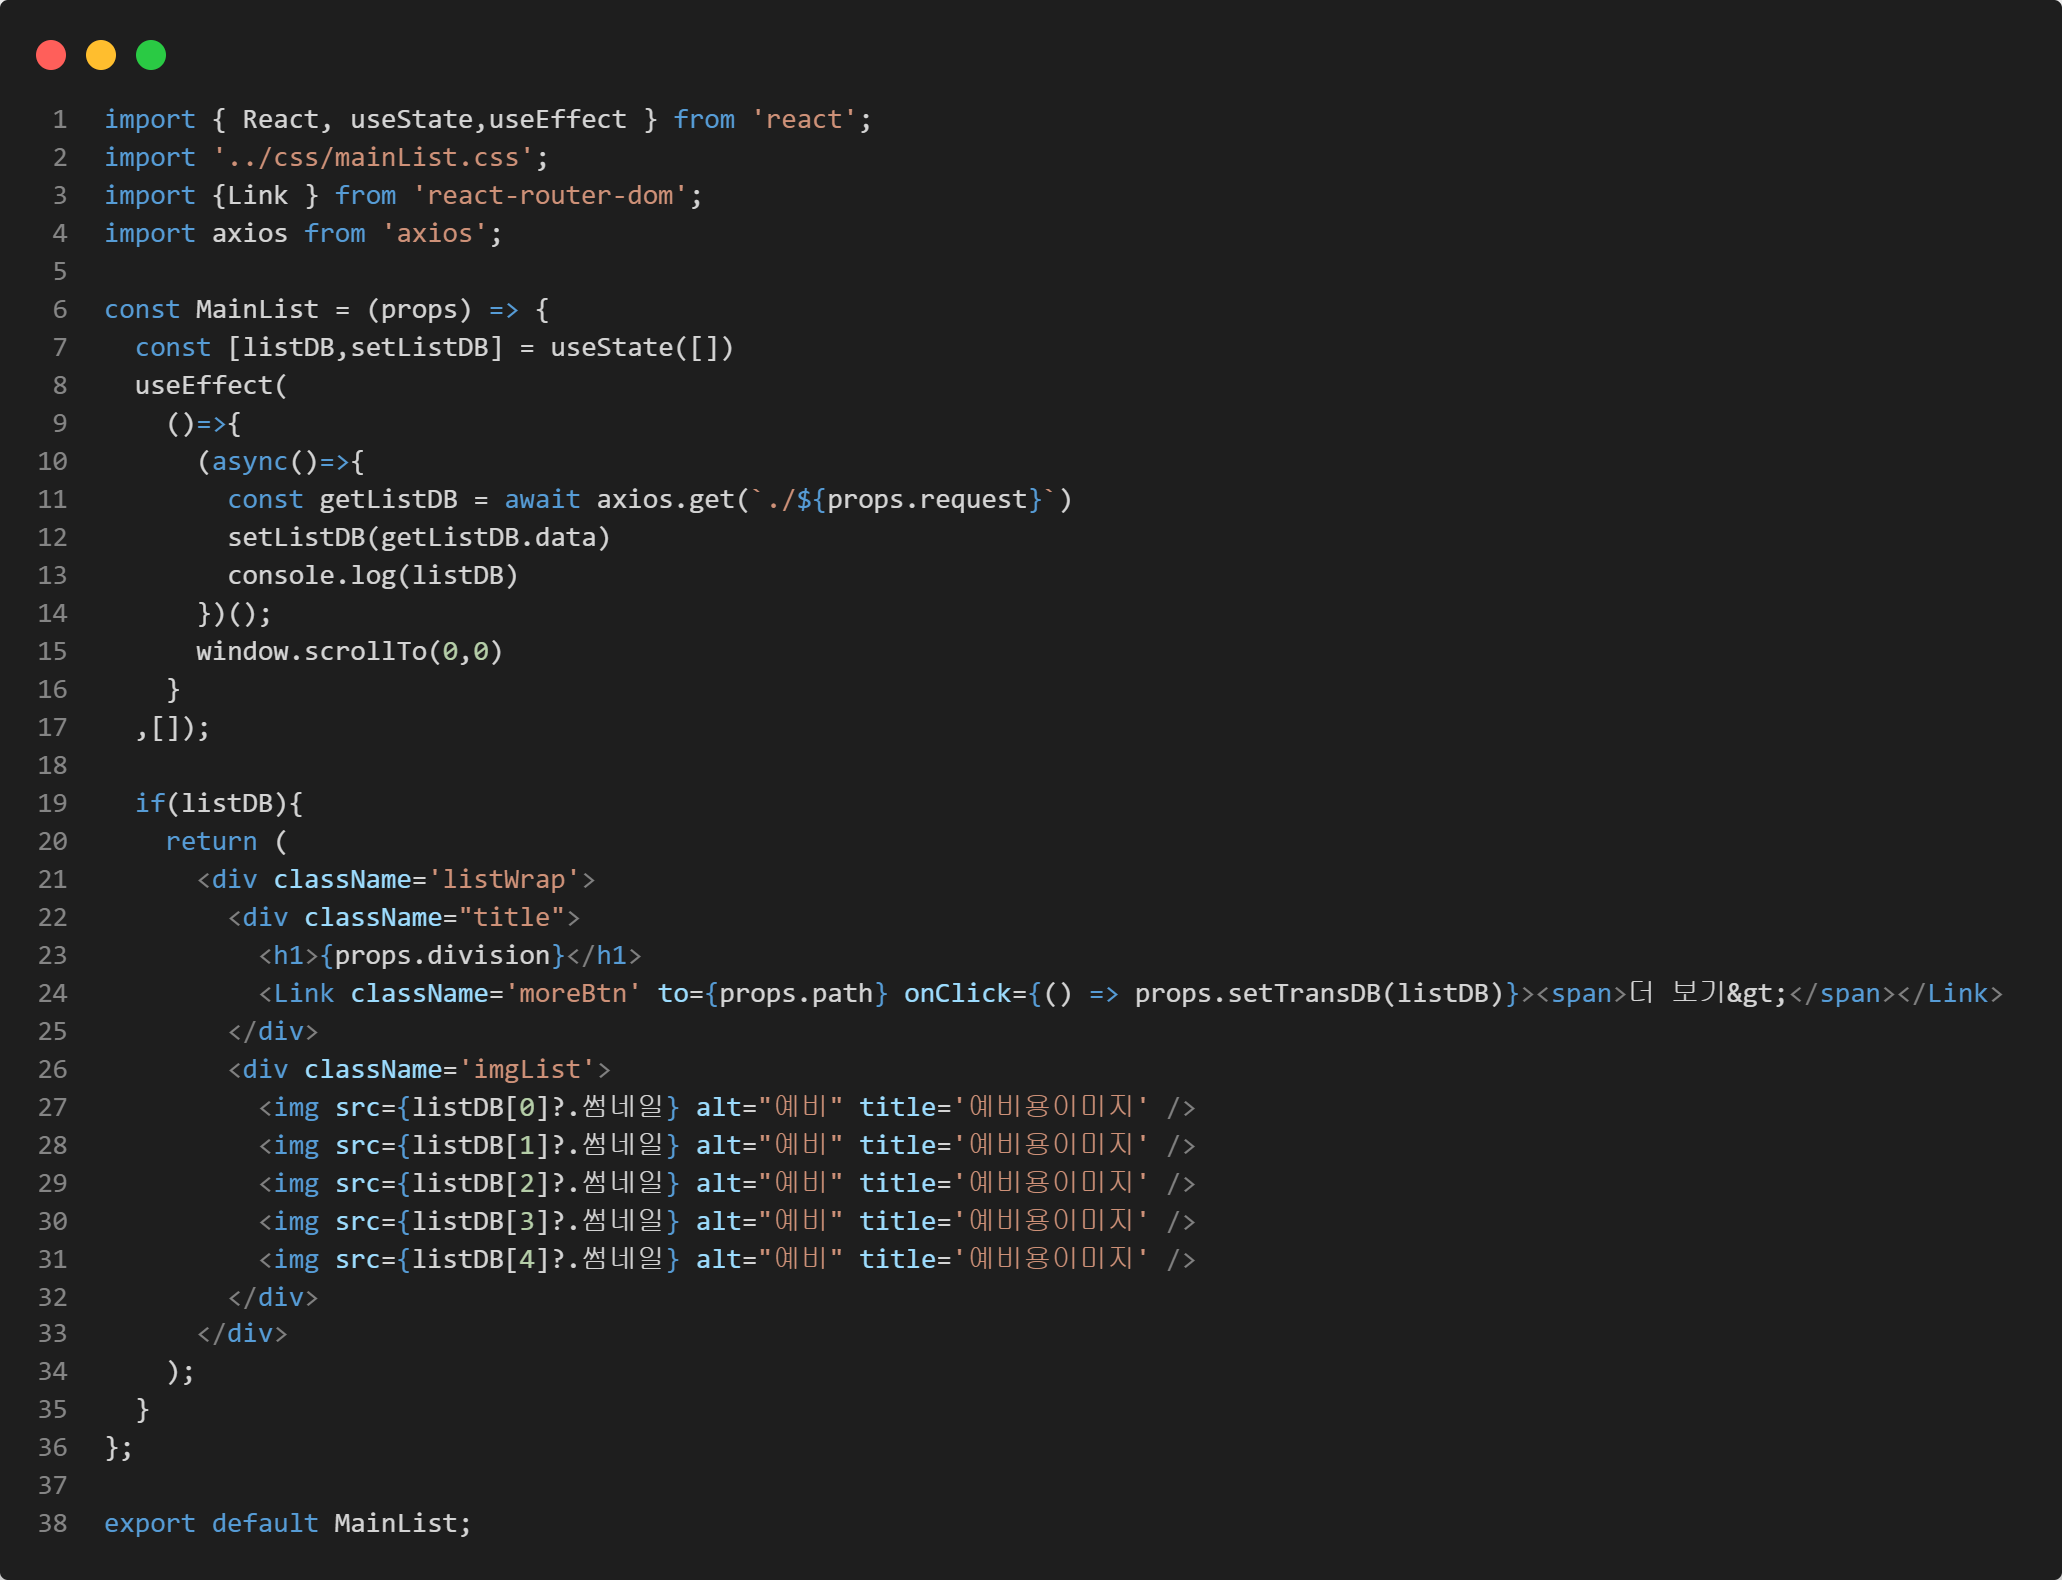 1 import { React, useState,useEffect } from 'react';
2 import '../css/mainList.css';
3 import {Link } from 'react-router-dom';
4 import axios from 'axios';
5
6 const MainList = (props) => {
7   const [listDB,setListDB] = useState([])
8   useEffect(
9     ()=>{
10       (async()=>{
11         const getListDB = await axios.get(`./${props.request}`)
12         setListDB(getListDB.data)
13         console.log(listDB)
14       })();
15       window.scrollTo(0,0)
16     }
17   ,[]);
18
19   if(listDB){
20     return (
21       <div className='listWrap'>
22         <div className="title">
23           <h1>{props.division}</h1>
24           <Link className='moreBtn' to={props.path} onClick={() => props.setTransDB(listDB)}><span>더 보기&gt;</span></Link>
25         </div>
26         <div className='imgList'>
27           <img src={listDB[0]?.썸네일} alt="예비" title='예비용이미지' />
28           <img src={listDB[1]?.썸네일} alt="예비" title='예비용이미지' />
29           <img src={listDB[2]?.썸네일} alt="예비" title='예비용이미지' />
30           <img src={listDB[3]?.썸네일} alt="예비" title='예비용이미지' />
31           <img src={listDB[4]?.썸네일} alt="예비" title='예비용이미지' />
32         </div>
33       </div>
34     );
35   }
36 };
37
38 export default MainList;